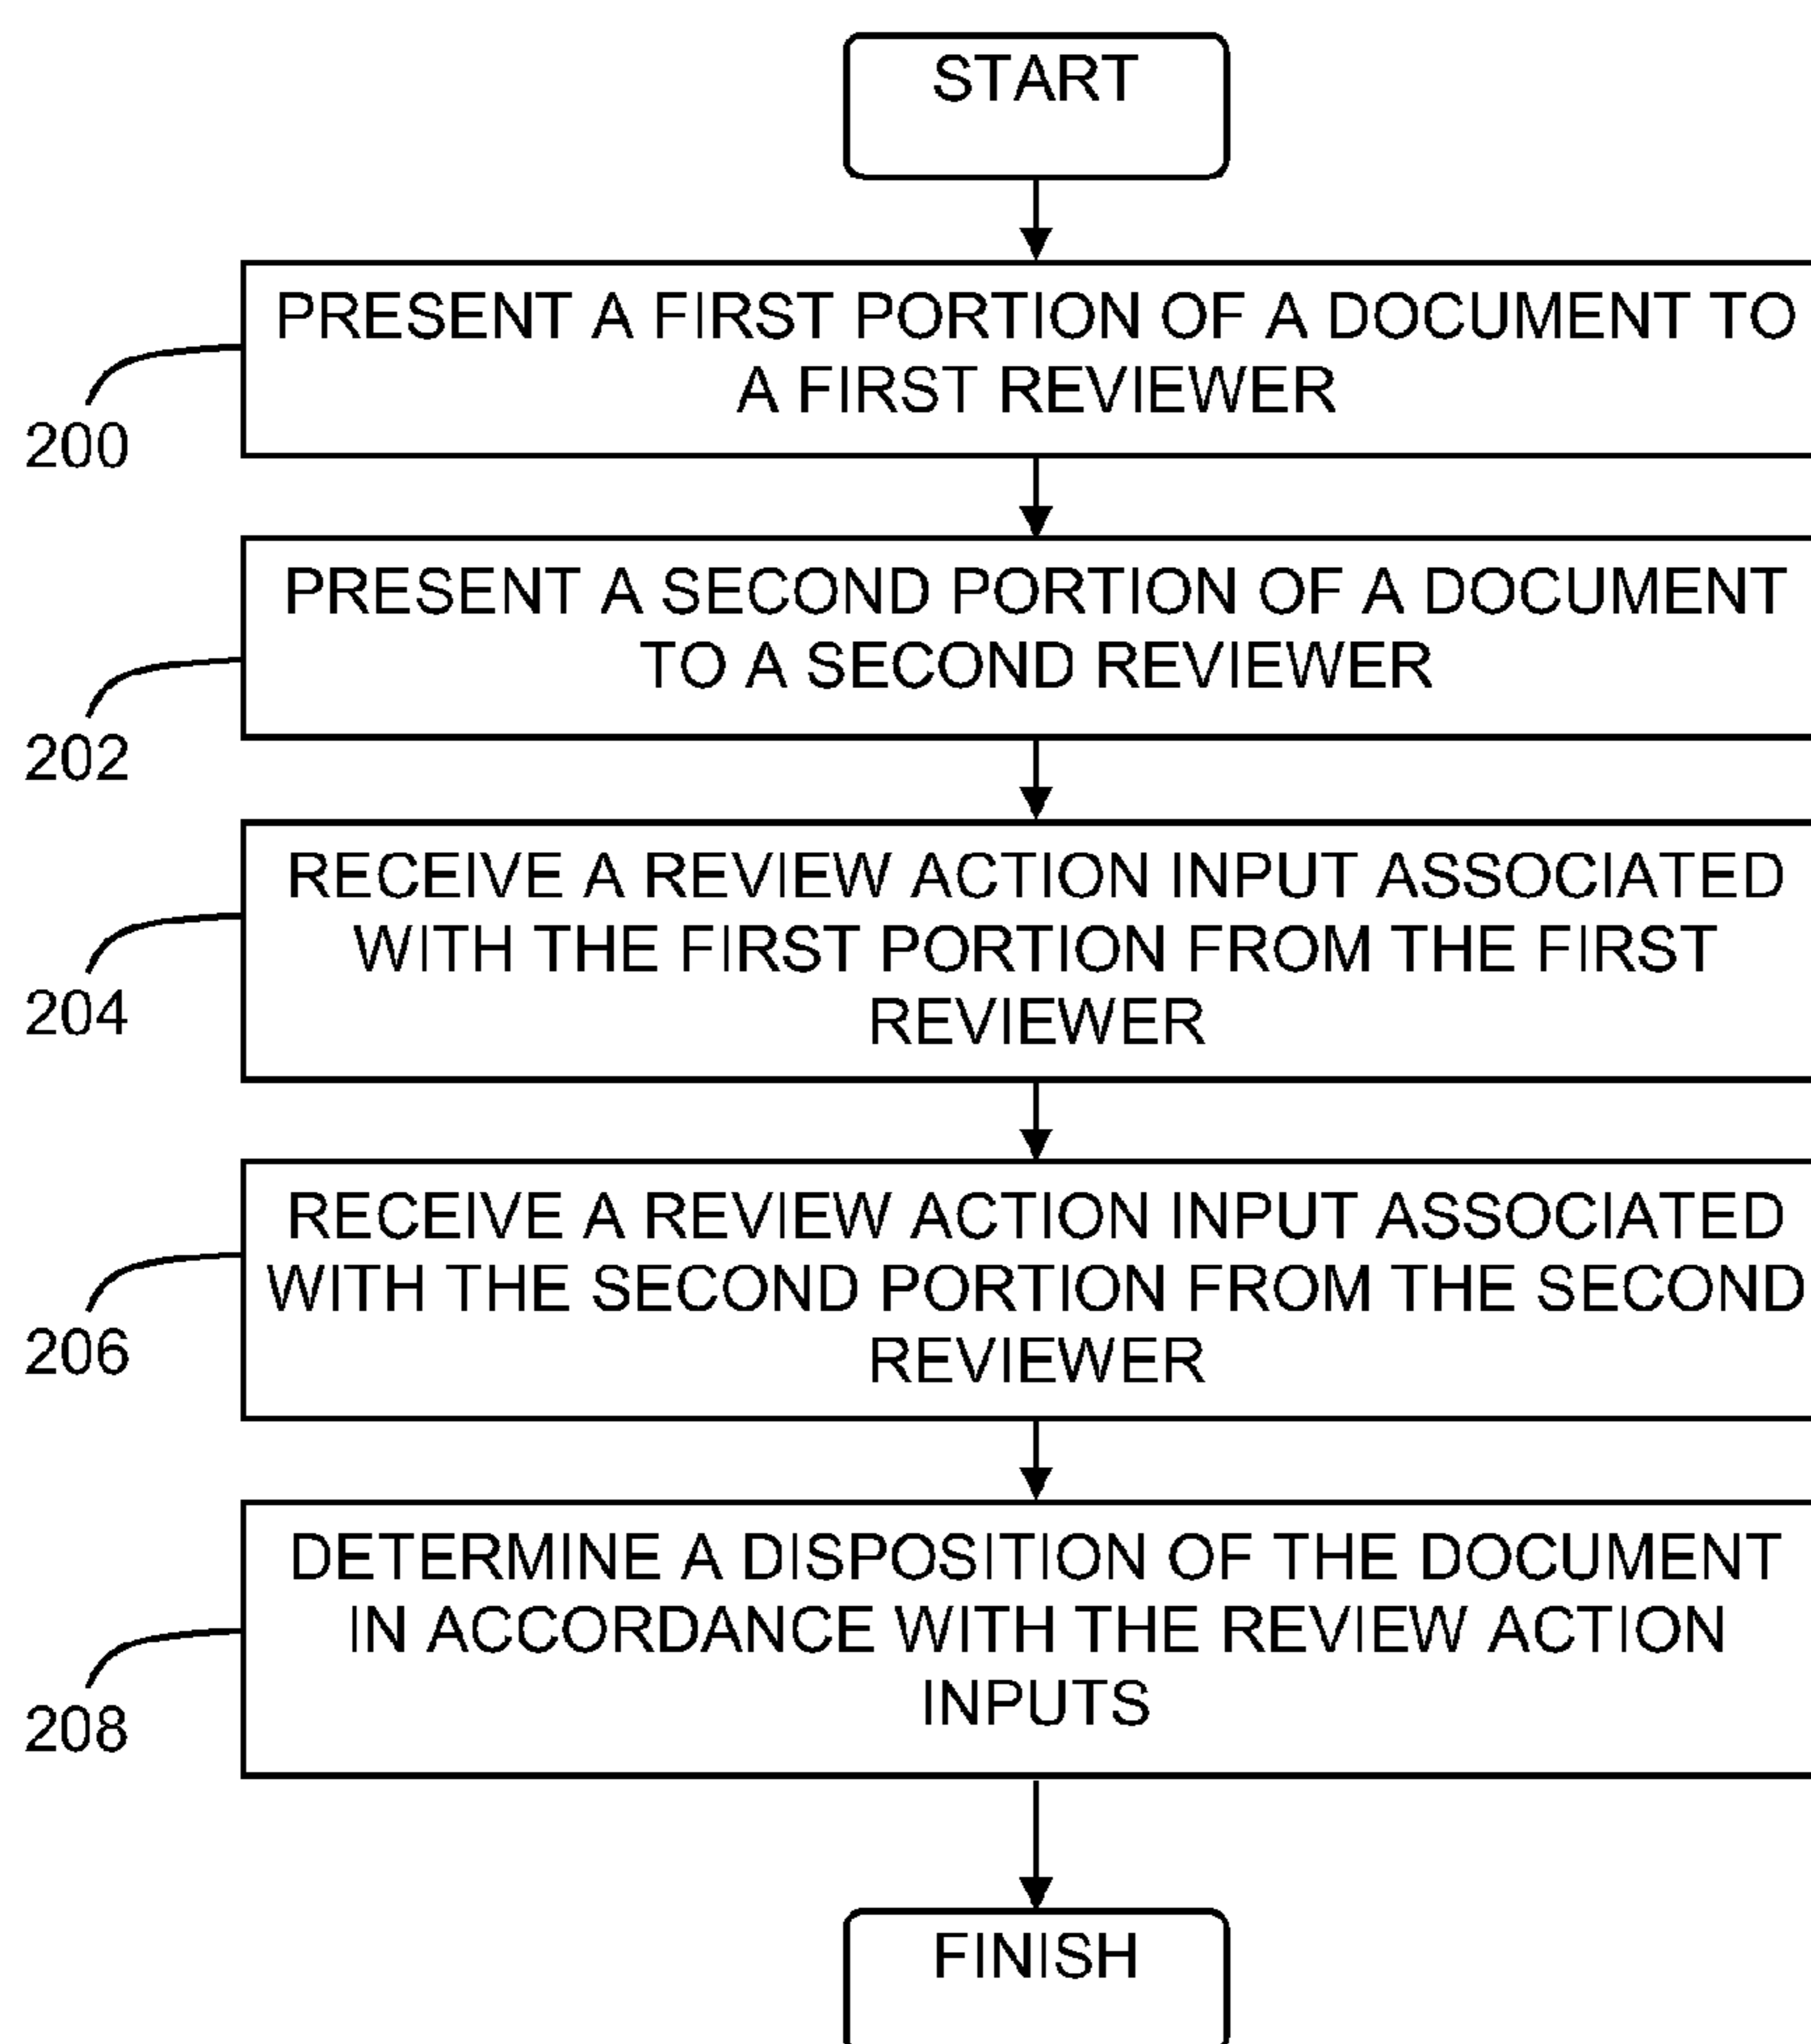 START
PRESENT A FIRST PORTION OF A DOCUMENT TO
A FIRST REVIEWER
200
PRESENT A SECOND PORTION OF A DOCUMENT
TO A SECOND REVIEWER
202
RECEIVE A REVIEW ACTION INPUT ASSOCIATED
WITH THE FIRST PORTION FROM THE FIRST
REVIEWER
204
RECEIVE A REVIEW ACTION INPUT ASSOCIATED
WITH THE SECOND PORTION FROM THE SECOND
REVIEWER
206
DETERMINE A DISPOSITION OF THE DOCUMENT
IN ACCORDANCE WITH THE REVIEW ACTION
INPUTS
208
FINISH